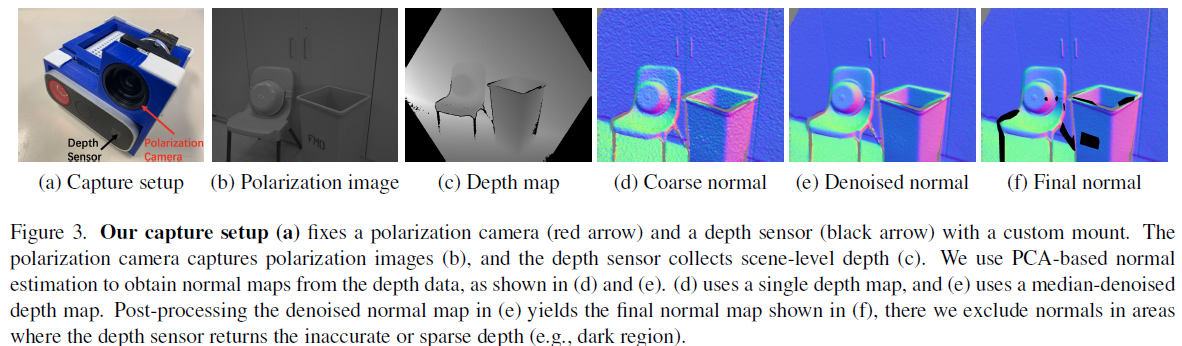 Depth
Sensor
Polarization
Camera
FMO
(a) Capture setup
(b) Polarization image
(c) Depth map
(d) Coarse normal
(e) Denoised normal
(f) Final normal
Figure 3. Our capture setup (a) fixes a polarization camera (red arrow) and a depth sensor (black arrow) with a custom mount. The
polarization camera captures polarization images (b), and the depth sensor collects scene-level depth (c). We use PCA-based normal
estimation to obtain normal maps from the depth data, as shown in (d) and (e). (d) uses a single depth map, and (e) uses a median-denoised
depth map. Post-processing the denoised normal map in (e) yields the final normal map shown in (f), there we exclude normals in areas
where the depth sensor returns the inaccurate or sparse depth (e.g., dark region).